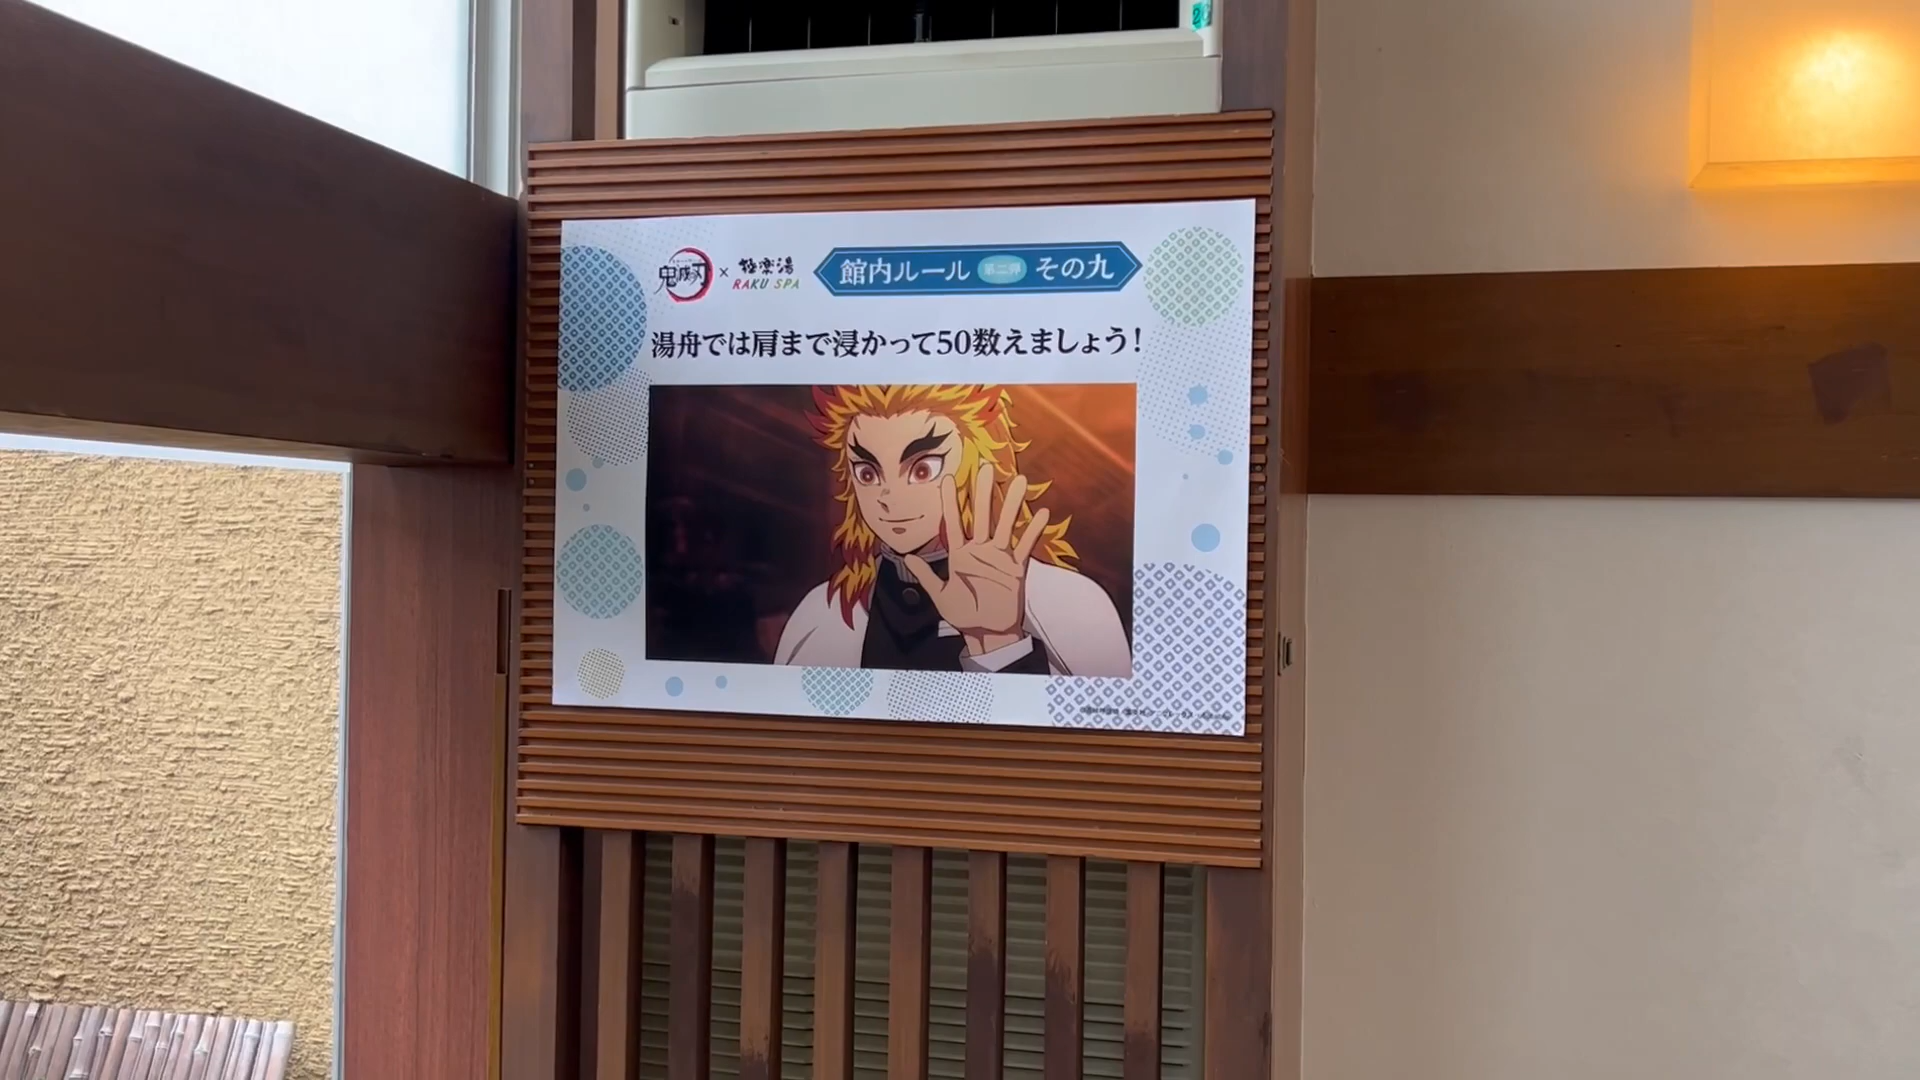 鬼滅の刃 × 極楽湯
RAKU SPA
館内ルール 第二弾 その九
湯舟では肩まで浸かって50数えましょう!